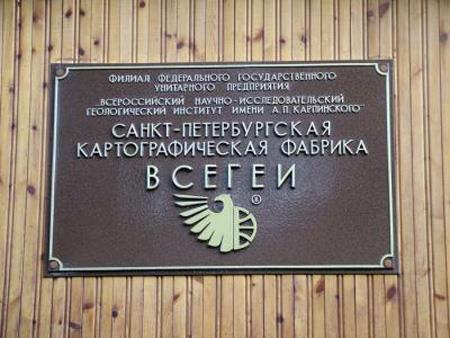 ФИЛИАЛ ФЕДЕРАЛЬНОГО ГОСУДАРСТВЕННОГО
УНИТАРНОГО ПРЕДПРИЯТИЯ
"ВСЕРОССИЙСКИЙ НАУЧНО-ИССЛЕДОВАТЕЛЬСКИЙ
ГЕОЛОГИЧЕСКИЙ ИНСТИТУТ ИМЕНИ А.П.КАРПИНСКОГО"
САНКТ-ПЕТЕРБУРГСКАЯ
КАРТОГРАФИЧЕСКАЯ ФАБРИКА
ВСЕГЕИ
®